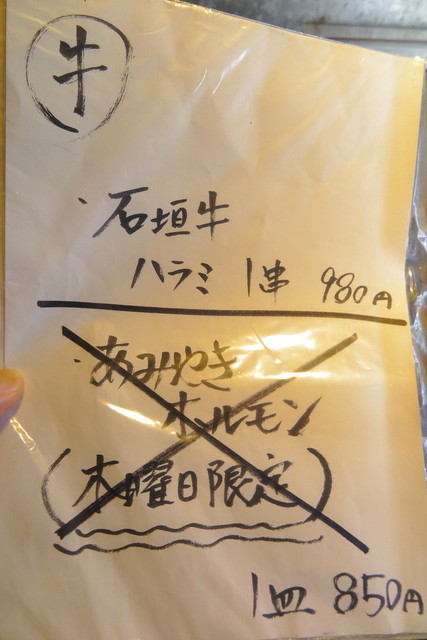 牛
・石垣牛
ハラミ 1串 980円
・あみやき
ホルモン
(木曜日限定)
1皿 850円